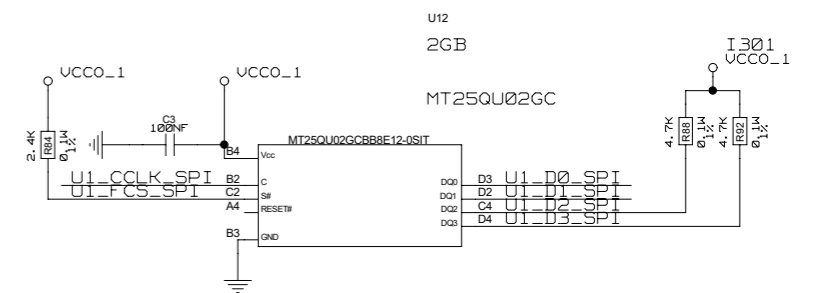 U12
2GB
I301
VCCO_1
VCCO_1
VCCO_1
MT25QU02GC
C3
100NF
2.4K
R84
0.1W
1%
4.7K
R88
0.1W
1%
4.7K
R92
0.1W
1%
MT25QU02GCBB8E12-0SIT
B4
Vcc
U1_CCLK_SPI
B2
C
DQ0
D3
U1_D0_SPI
U1_FCS_SPI
C2
S#
DQ1
D2
U1_D1_SPI
A4
RESET#
DQ2
C4
U1_D2_SPI
DQ3
D4
U1_D3_SPI
B3
GND